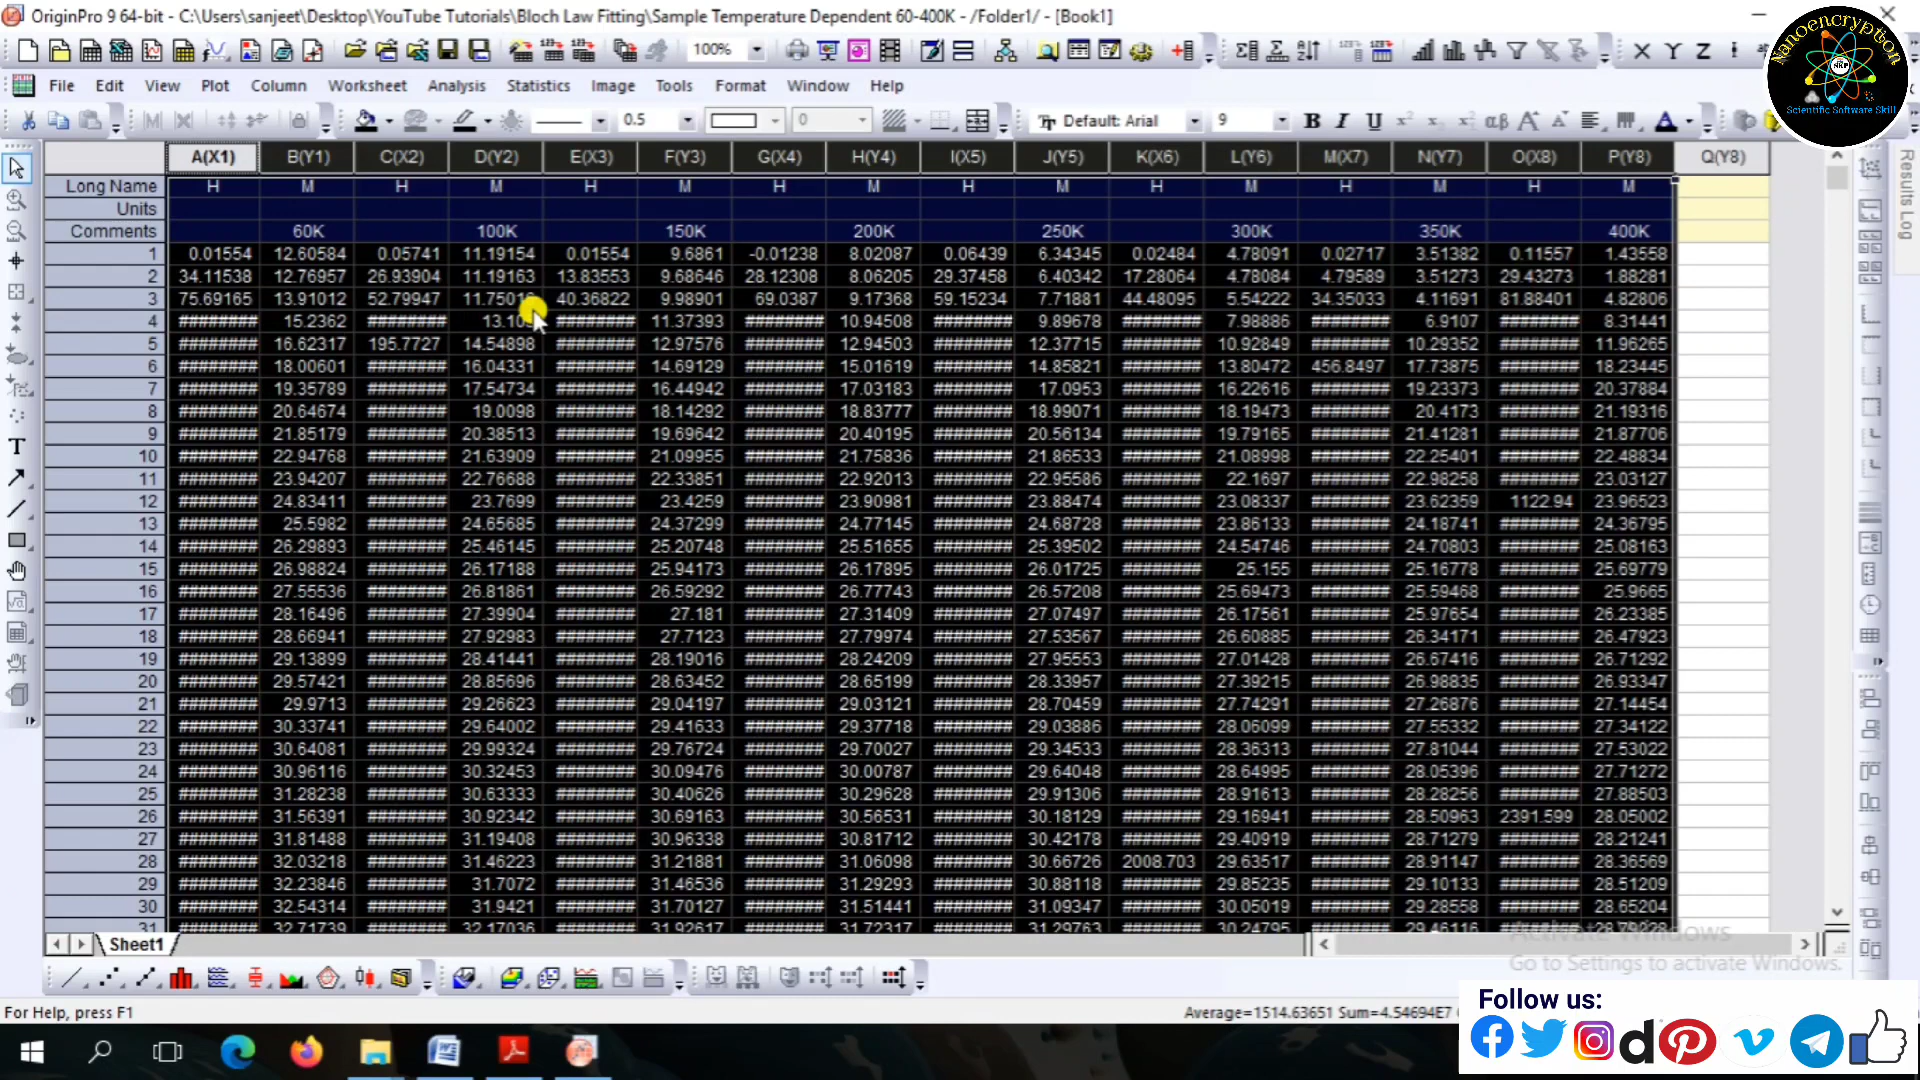 OriginPro 9 64-bit - C:\Users\sanjeet\Desktop\YouTube Tutorials\Bloch Law Fitting\Sample Temperature Dependent 60-400K - /Folder1/ - [Book1]
100%
X Y Z
Nanoencryption
NKP
Scientific Software Skill
File Edit View Plot Column Worksheet Analysis Statistics Image Tools Format Window Help
0.5 0 Default: Arial 9 B I U
A(X1) B(Y1) C(X2) D(Y2) E(X3) F(Y3) G(X4) H(Y4) I(X5) J(Y5) K(X6) L(Y6) M(X7) N(Y7) O(X8) P(Y8) Q(Y8)
Long Name H M H M H M H M H M H M H M H M
Units
Comments 60K 100K 150K 200K 250K 300K 350K 400K
1 0.01554 12.60584 0.05741 11.19154 0.01554 9.6861 -0.01238 8.02087 0.06439 6.34345 0.02484 4.78091 0.02717 3.51382 0.11557 1.43558
2 34.11538 12.76957 26.93904 11.19163 13.83553 9.68646 28.12308 8.06205 29.37458 6.40342 17.28064 4.78084 4.79589 3.51273 29.43273 1.88281
3 75.69165 13.91012 52.79947 40.36822 9.98901 69.0387 9.17368 59.15234 7.71881 44.48095 5.54222 34.35033 4.11691 81.88401 4.82806
4 ######## 15.2362 ######## ######## 11.37393 ######## 10.94508 ######## 9.89678 ######## 7.98886 ######## 6.9107 ######## 8.31441
5 ######## 16.62317 195.7727 14.54898 ######## 12.97576 ######## 12.94503 ######## 12.37715 ######## 10.92849 ######## 10.29352 ######## 11.96265
6 ######## 18.00601 ######## 16.04331 ######## 14.69129 ######## 15.01619 ######## 14.85821 ######## 13.80472 456.8497 17.73875 ######## 18.23445
7 ######## 19.35789 ######## 17.54734 ######## 16.44942 ######## 17.03183 ######## 17.0953 ######## 16.22616 ######## 19.23373 ######## 20.37884
8 ######## 20.64674 ######## 19.0098 ######## 18.14292 ######## 18.83777 ######## 18.99071 ######## 18.19473 ######## 20.4173 ######## 21.19316
9 ######## 21.85179 ######## 20.38513 ######## 19.69642 ######## 20.40195 ######## 20.56134 ######## 19.79165 ######## 21.41281 ######## 21.87706
10 ######## 22.94768 ######## 21.63909 ######## 21.09955 ######## 21.75836 ######## 21.86533 ######## 21.08998 ######## 22.25401 ######## 22.48834
11 ######## 23.94207 ######## 22.76688 ######## 22.33851 ######## 22.92013 ######## 22.95586 ######## 22.1697 ######## 22.98258 ######## 23.03127
12 ######## 24.83411 ######## 23.7699 ######## 23.4259 ######## 23.90981 ######## 23.88474 ######## 23.08337 ######## 23.62359 1122.94 23.96523
13 ######## 25.5982 ######## 24.65685 ######## 24.37299 ######## 24.77145 ######## 24.68728 ######## 23.86133 ######## 24.18741 ######## 24.36795
14 ######## 26.29893 ######## 25.46145 ######## 25.20748 ######## 25.51655 ######## 25.39502 ######## 24.54746 ######## 24.70803 ######## 25.08163
15 ######## 26.98824 ######## 26.17188 ######## 25.94173 ######## 26.17895 ######## 26.01725 ######## 25.155 ######## 25.16778 ######## 25.69779
16 ######## 27.55536 ######## 26.81861 ######## 26.59292 ######## 26.77743 ######## 26.57208 ######## 25.69473 ######## 25.59468 ######## 25.9665
17 ######## 28.16496 ######## 27.39904 ######## 27.181 ######## 27.31409 ######## 27.07497 ######## 26.17561 ######## 25.97654 ######## 26.23385
18 ######## 28.66941 ######## 27.92983 ######## 27.7123 ######## 27.79974 ######## 27.53567 ######## 26.60885 ######## 26.34171 ######## 26.47923
19 ######## 29.13899 ######## 28.41441 ######## 28.19016 ######## 28.24209 ######## 27.95553 ######## 27.01428 ######## 26.67416 ######## 26.71292
20 ######## 29.57421 ######## 28.85696 ######## 28.63452 ######## 28.65199 ######## 28.33957 ######## 27.39215 ######## 26.98835 ######## 26.93347
21 ######## 29.9713 ######## 29.26623 ######## 29.04197 ######## 29.03121 ######## 28.70459 ######## 27.74291 ######## 27.26876 ######## 27.14454
22 ######## 30.33741 ######## 29.64002 ######## 29.41633 ######## 29.37718 ######## 29.03886 ######## 28.06099 ######## 27.55332 ######## 27.34122
23 ######## 30.64081 ######## 29.99324 ######## 29.76724 ######## 29.70027 ######## 29.34533 ######## 28.36313 ######## 27.81044 ######## 27.53022
24 ######## 30.96116 ######## 30.32453 ######## 30.09476 ######## 30.00787 ######## 29.64048 ######## 28.64995 ######## 28.05396 ######## 27.71272
25 ######## 31.28238 ######## 30.63333 ######## 30.40626 ######## 30.29628 ######## 29.91306 ######## 28.91613 ######## 28.28256 ######## 27.88503
26 ######## 31.56391 ######## 30.92342 ######## 30.69163 ######## 30.56531 ######## 30.18129 ######## 29.16941 ######## 28.50963 2391.599 28.05002
27 ######## 31.81488 ######## 31.19408 ######## 30.96338 ######## 30.81712 ######## 30.42178 ######## 29.40919 ######## 28.71279 ######## 28.21241
28 ######## 32.03218 ######## 31.46223 ######## 31.21881 ######## 31.06098 ######## 30.66726 2008.703 29.63517 ######## 28.91147 ######## 28.36569
29 ######## 32.23846 ######## 31.7072 ######## 31.46536 ######## 31.29293 ######## 30.88118 ######## 29.85235 ######## 29.10133 ######## 28.51209
30 ######## 32.54314 ######## 31.9421 ######## 31.70127 ######## 31.51441 ######## 31.09347 ######## 30.05019 ######## 29.28558 ######## 28.65204
31
Results Log
Sheet1
Activate Windows
Go to Settings to activate Windows.
For Help, press F1
Average=1514.63651 Sum=4.54694E7
Follow us: